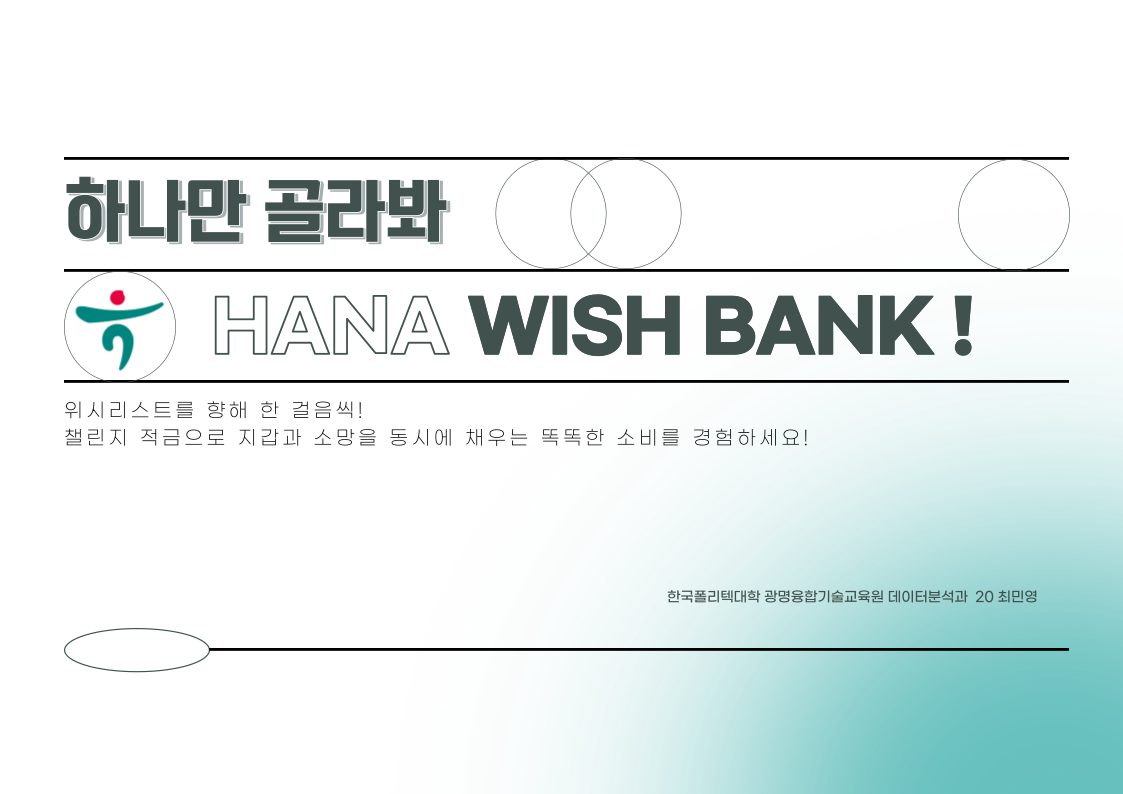 하나만 골라봐
HANA WISH BANK !
위시리스트를 향해 한 걸음씩!
챌린지 적금으로 지갑과 소망을 동시에 채우는 똑똑한 소비를 경험하세요!
한국폴리텍대학 광명융합기술교육원 데이터분석과 20 최민영